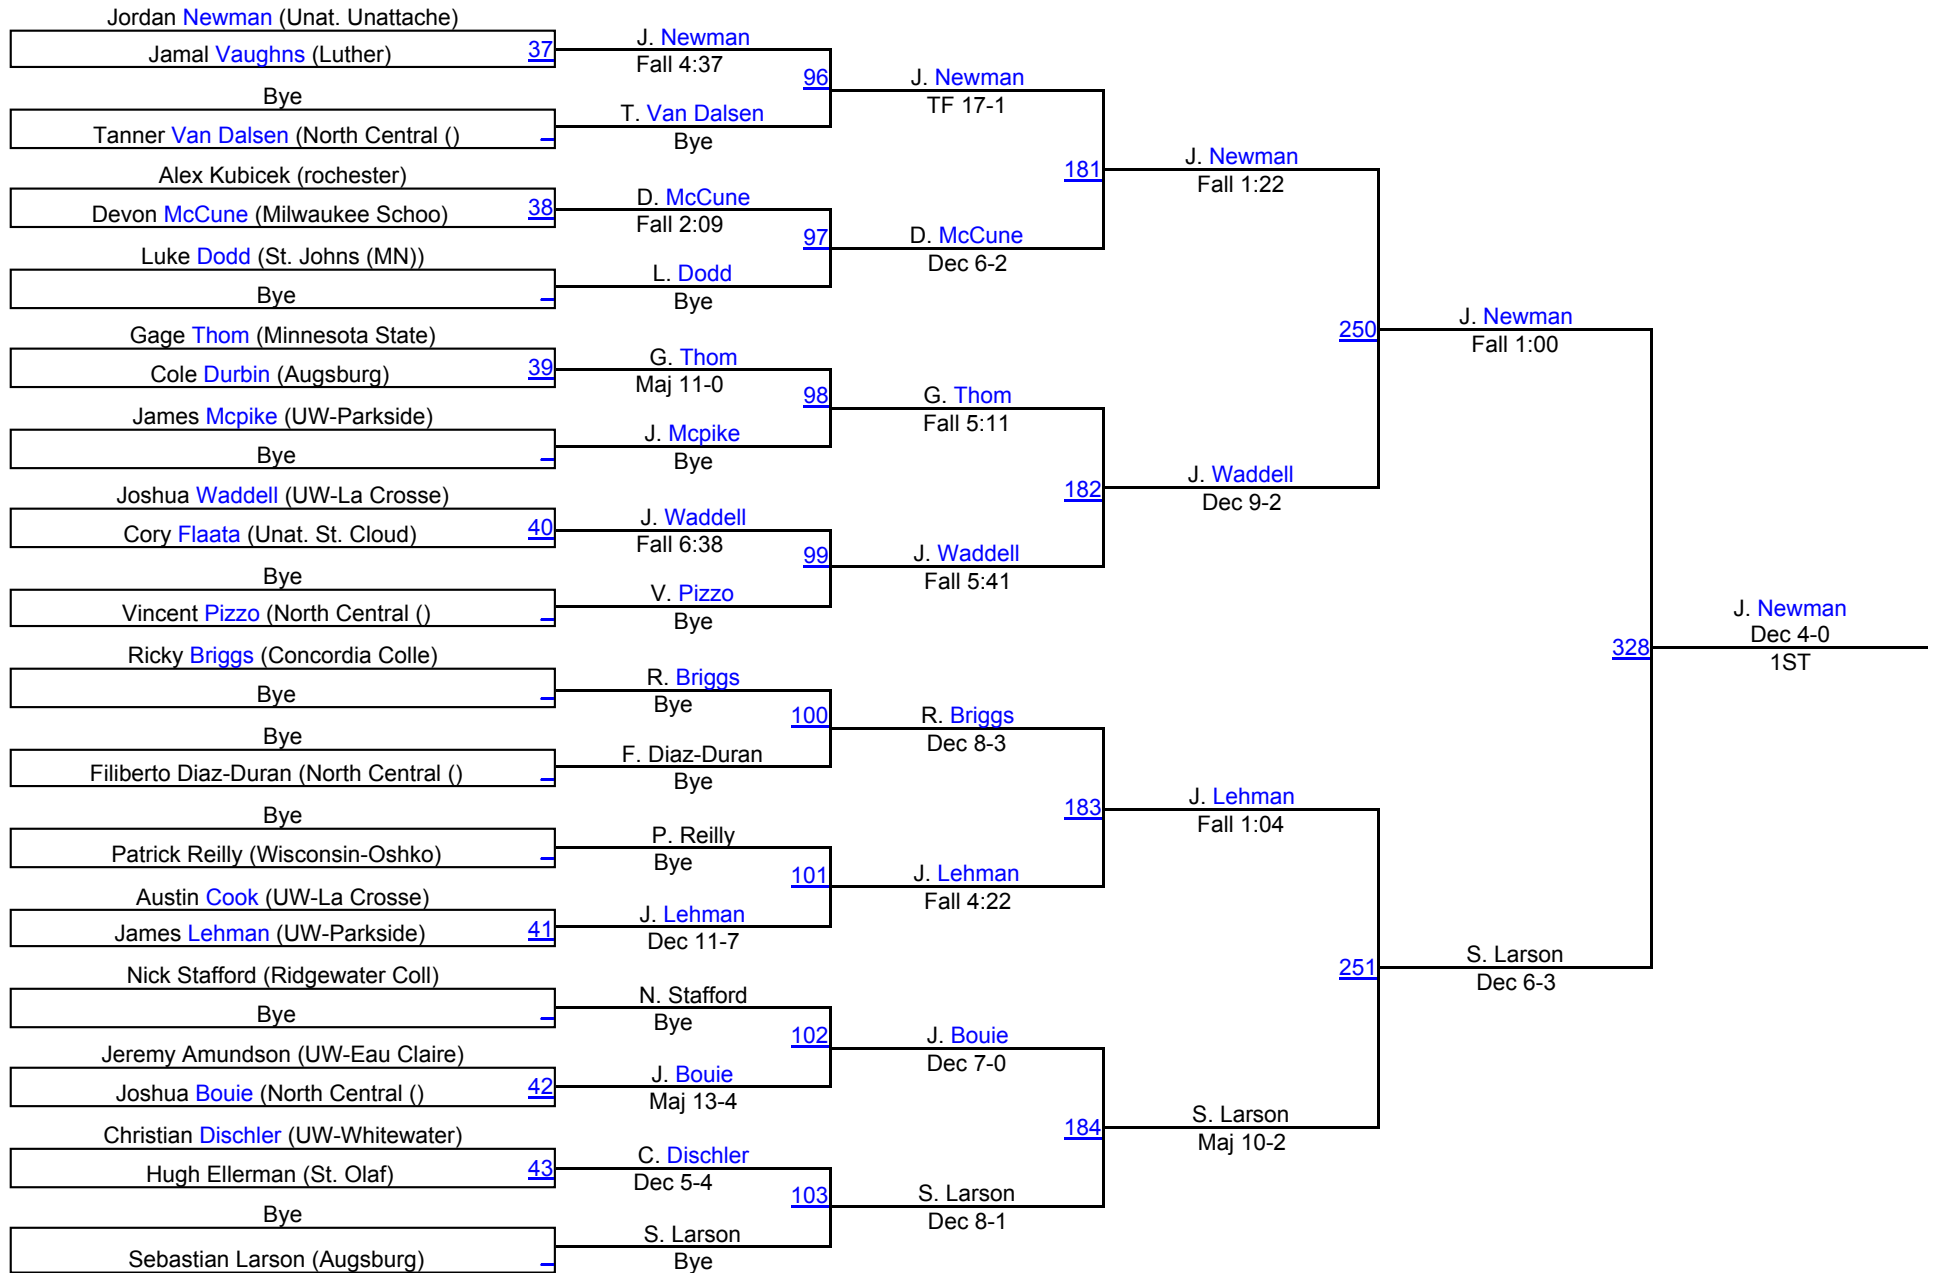 Jordan Newman (Unat. Unattache)
Jamal Vaughns (Luther) 37
Bye
Tanner Van Dalsen (North Central ()
Alex Kubicek (rochester)
Devon McCune (Milwaukee Schoo) 38
Luke Dodd (St. Johns (MN))
Bye
Gage Thom (Minnesota State)
Cole Durbin (Augsburg) 39
James Mcpike (UW-Parkside)
Bye
Joshua Waddell (UW-La Crosse)
Cory Flaata (Unat. St. Cloud) 40
Bye
Vincent Pizzo (North Central ()
Ricky Briggs (Concordia Colle)
Bye
Bye
Filiberto Diaz-Duran (North Central ()
Bye
Patrick Reilly (Wisconsin-Oshko)
Austin Cook (UW-La Crosse)
James Lehman (UW-Parkside) 41
Nick Stafford (Ridgewater Coll)
Bye
Jeremy Amundson (UW-Eau Claire)
Joshua Bouie (North Central () 42
Christian Dischler (UW-Whitewater)
Hugh Ellerman (St. Olaf) 43
Bye
Sebastian Larson (Augsburg)
J. Newman
Fall 4:37
96
T. Van Dalsen
Bye
D. McCune
Fall 2:09
97
L. Dodd
Bye
G. Thom
Maj 11-0
98
J. Mcpike
Bye
J. Waddell
Fall 6:38
99
V. Pizzo
Bye
R. Briggs
Bye
100
F. Diaz-Duran
Bye
P. Reilly
Bye
101
J. Lehman
Dec 11-7
N. Stafford
Bye
102
J. Bouie
Maj 13-4
C. Dischler
Dec 5-4
103
S. Larson
Bye
J. Newman
TF 17-1
181
D. McCune
Dec 6-2
G. Thom
Fall 5:11
182
J. Waddell
Fall 5:41
R. Briggs
Dec 8-3
183
J. Lehman
Fall 4:22
J. Bouie
Dec 7-0
184
S. Larson
Dec 8-1
J. Newman
Fall 1:22
250
J. Waddell
Dec 9-2
J. Lehman
Fall 1:04
251
S. Larson
Maj 10-2
J. Newman
Fall 1:00
328
S. Larson
Dec 6-3
J. Newman
Dec 4-0
1ST